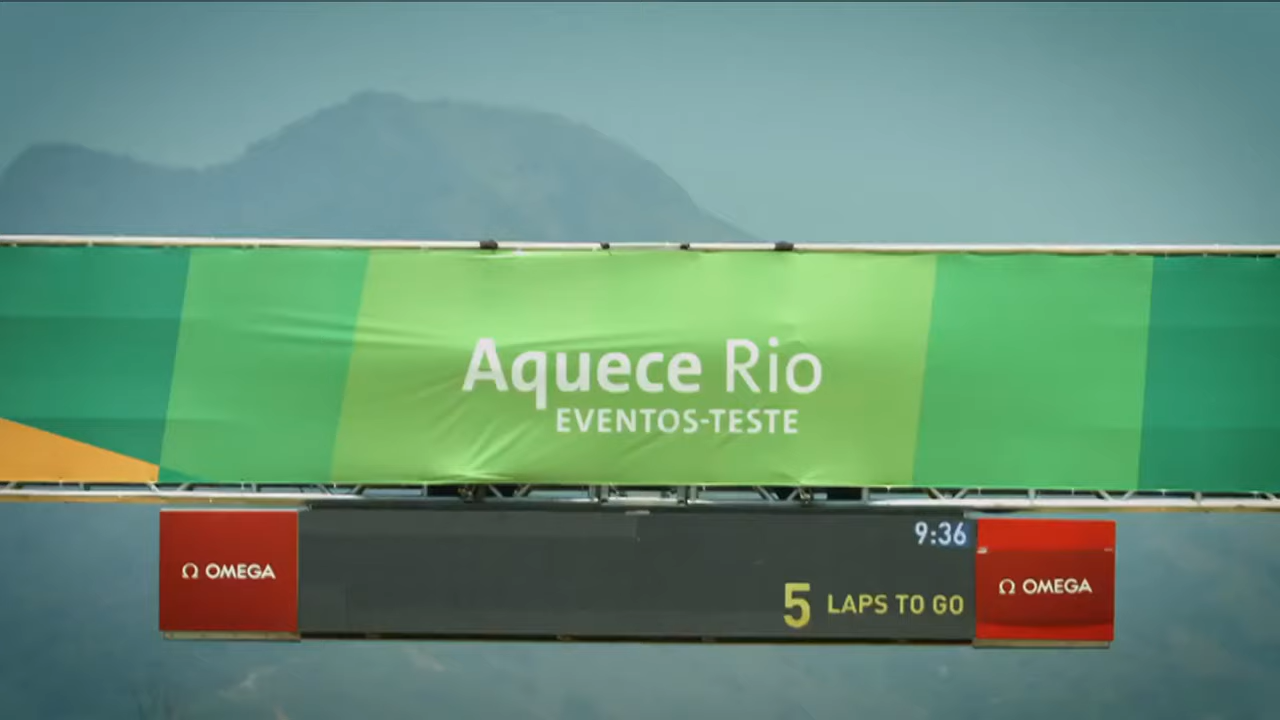 Aquece Rio
EVENTOS-TESTE
9:36
Ω OMEGA
5 LAPS TO GO
Ω OMEGA